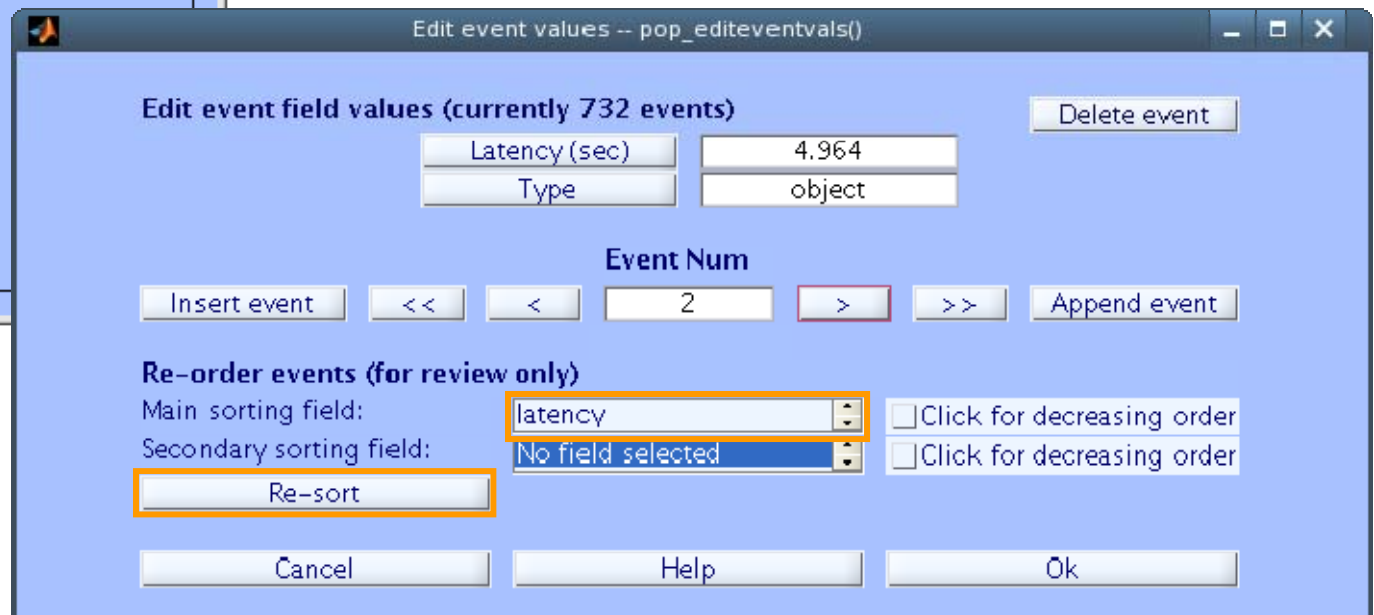 Edit event values -- pop_editeventvals()
Edit event field values (currently 732 events)
Delete event
Latency (sec) 4.964
Type object
Event Num
Insert event << < 2 > >> Append event
Re-order events (for review only)
Main sorting field: latency Click for decreasing order
Secondary sorting field: No field selected Click for decreasing order
Re-sort
Cancel Help Ok